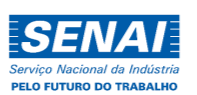 SENAI
Serviço Nacional da Indústria
PELO FUTURO DO TRABALHO